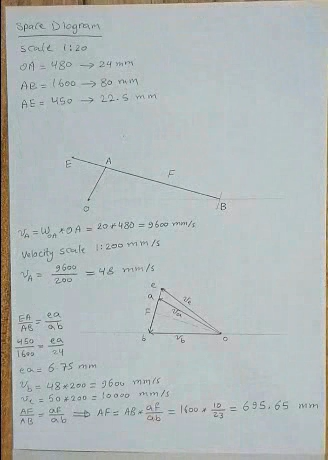 Space Diagram
Scale 1:20
OA = 480 → 24 mm
AB = 1600 → 80 mm
AE = 450 → 22.5 mm
E
A
F
O
B
VA = WOA * OA = 20 * 480 = 9600 mm/s
Velocity scale 1:200 mm/s
VA = 9600/200 = 48 mm/s
e
a
Ve
Va
F
b
Vb
o
EA/AB = ea/ab
450/1600 = ea/24
ea = 6.75 mm
Vb = 48 * 200 = 9600 mm/s
Ve = 50 * 200 = 10000 mm/s
AF/AB = af/ab ⟹ AF = AB * af/ab = 1600 * 10/23 = 695.65 mm